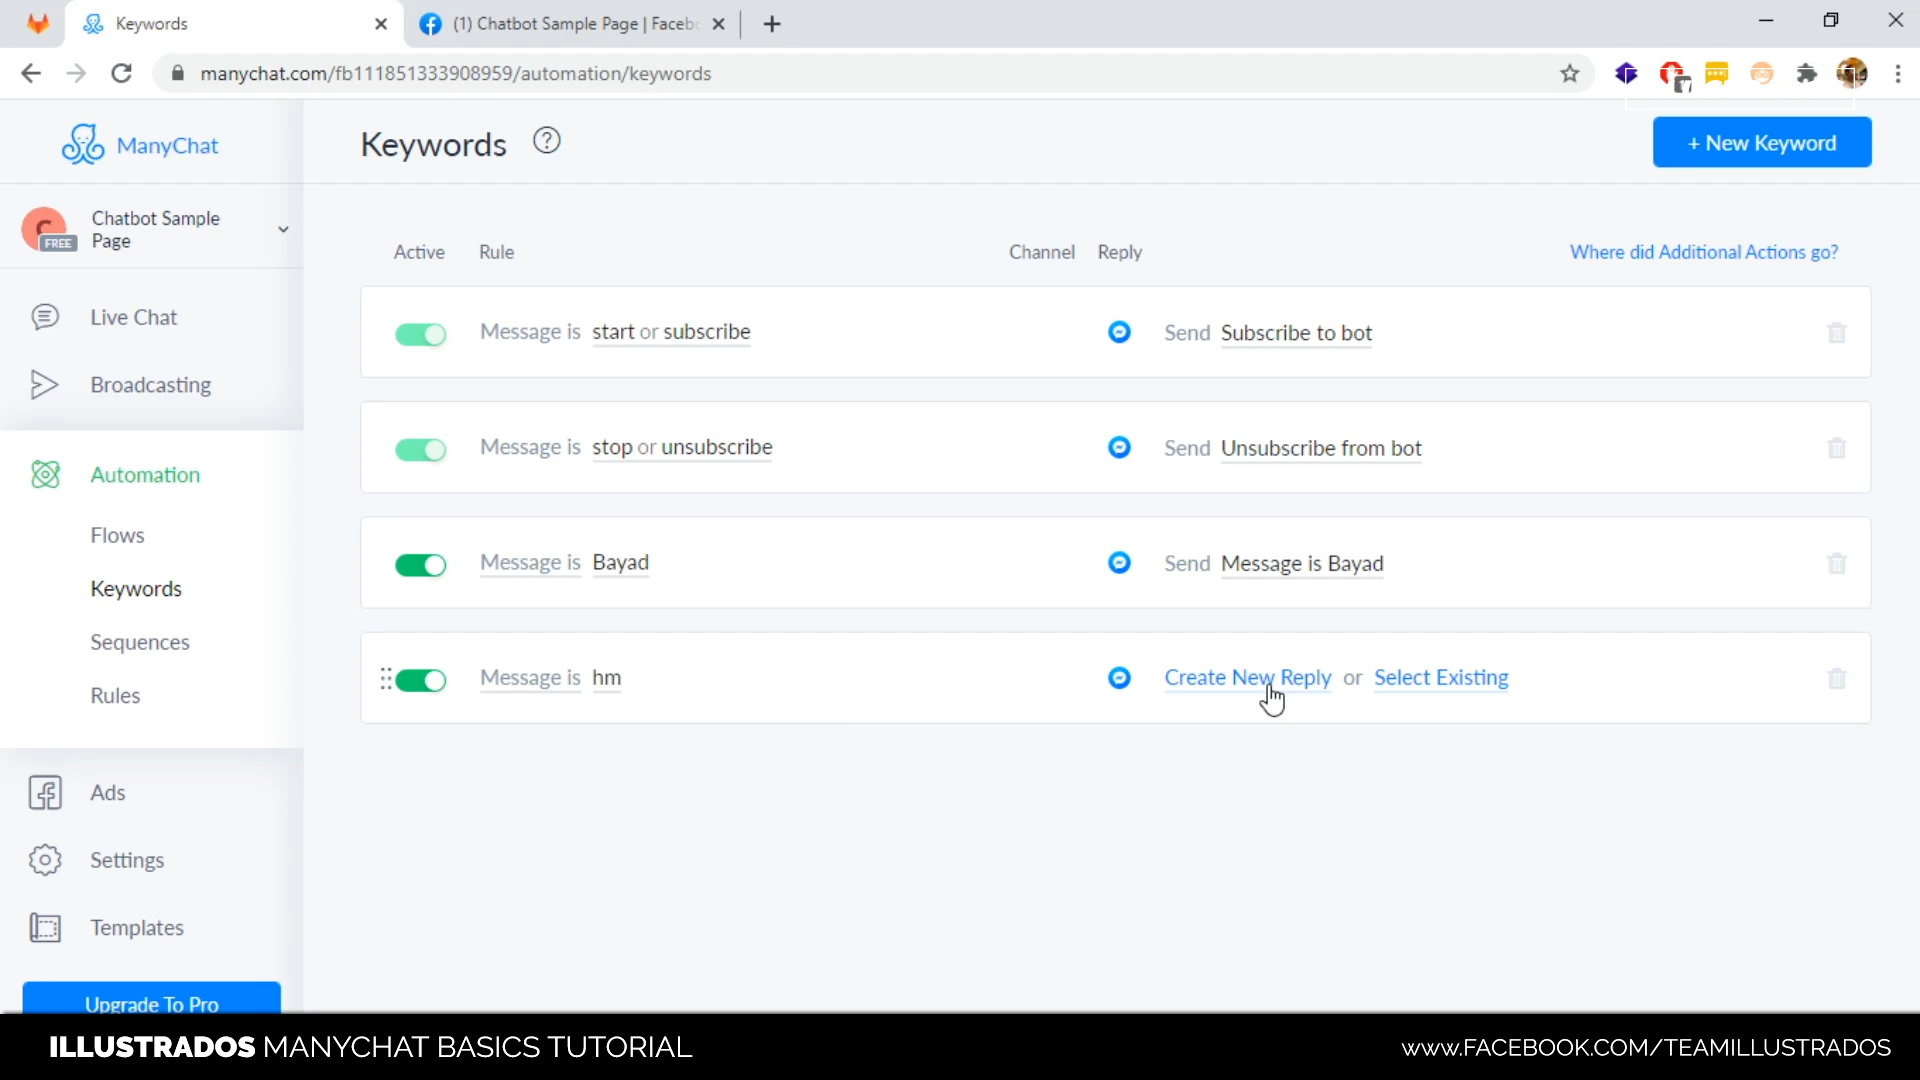 Keywords
(1) Chatbot Sample Page | Facebo
manychat.com/fb111851333908959/automation/keywords
ManyChat
Keywords
+ New Keyword
C
FREE
Chatbot Sample
Page
Active Rule Channel Reply Where did Additional Actions go?
Live Chat
Broadcasting
Automation
Flows
Keywords
Sequences
Rules
Ads
Settings
Templates
Upgrade To Pro
Message is start or subscribe Send Subscribe to bot
Message is stop or unsubscribe Send Unsubscribe from bot
Message is Bayad Send Message is Bayad
Message is hm Create New Reply or Select Existing
ILLUSTRADOS MANYCHAT BASICS TUTORIAL
WWW.FACEBOOK.COM/TEAMILLUSTRADOS